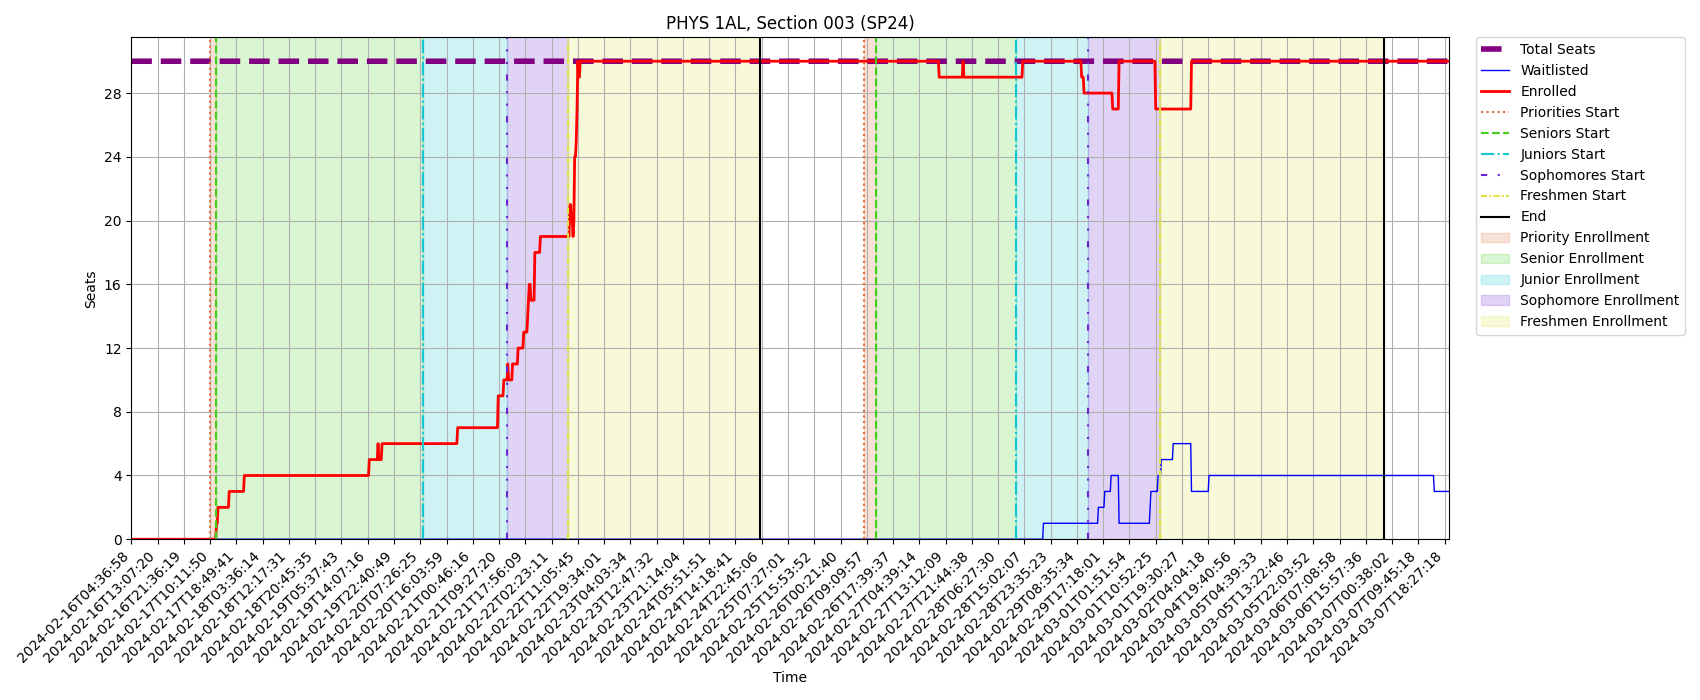 PHYS 1AL, Section 003 (SP24)
Total Seats
Waitlisted
Enrolled
Priorities Start
Seniors Start
Juniors Start
Sophomores Start
Freshmen Start
End
Priority Enrollment
Senior Enrollment
Junior Enrollment
Sophomore Enrollment
Freshmen Enrollment
Seats
28
24
20
16
12
8
4
0
2024-02-16T04:36:58
2024-02-16T13:07:20
2024-02-16T21:36:19
2024-02-17T10:11:50
2024-02-17T18:49:41
2024-02-18T03:36:14
2024-02-18T12:17:31
2024-02-18T20:45:35
2024-02-19T05:37:43
2024-02-19T14:07:16
2024-02-19T22:40:49
2024-02-20T07:26:25
2024-02-20T16:03:59
2024-02-21T00:46:16
2024-02-21T09:27:20
2024-02-21T17:56:09
2024-02-22T02:23:11
2024-02-22T11:05:45
2024-02-22T19:34:01
2024-02-23T04:03:34
2024-02-23T12:47:32
2024-02-23T21:14:04
2024-02-24T05:51:51
2024-02-24T14:18:41
2024-02-24T22:45:06
2024-02-25T07:27:01
2024-02-25T15:53:52
2024-02-26T00:21:40
2024-02-26T09:09:57
2024-02-26T17:39:37
2024-02-27T04:39:14
2024-02-27T13:12:09
2024-02-27T21:44:38
2024-02-28T06:27:30
2024-02-28T15:02:07
2024-02-28T23:35:23
2024-02-29T08:35:34
2024-02-29T17:18:01
2024-03-01T01:51:54
2024-03-01T10:52:25
2024-03-01T19:30:27
2024-03-02T04:04:18
2024-03-04T19:40:56
2024-03-05T04:39:33
2024-03-05T13:22:46
2024-03-05T22:03:52
2024-03-06T07:08:58
2024-03-06T15:57:36
2024-03-07T00:38:02
2024-03-07T09:45:18
2024-03-07T18:27:18
Time